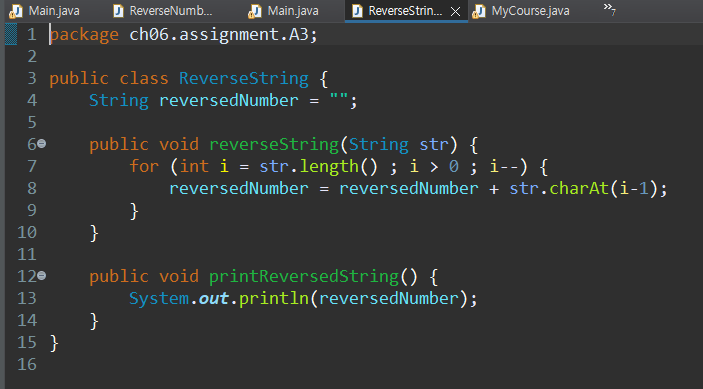 Main.java ReverseNumb... Main.java ReverseStrin... MyCourse.java »7
1 package ch06.assignment.A3;
2
3 public class ReverseString {
4     String reversedNumber = "";
5
6     public void reverseString(String str) {
7         for (int i = str.length() ; i > 0 ; i--) {
8             reversedNumber = reversedNumber + str.charAt(i-1);
9         }
10     }
11
12     public void printReversedString() {
13         System.out.println(reversedNumber);
14     }
15 }
16